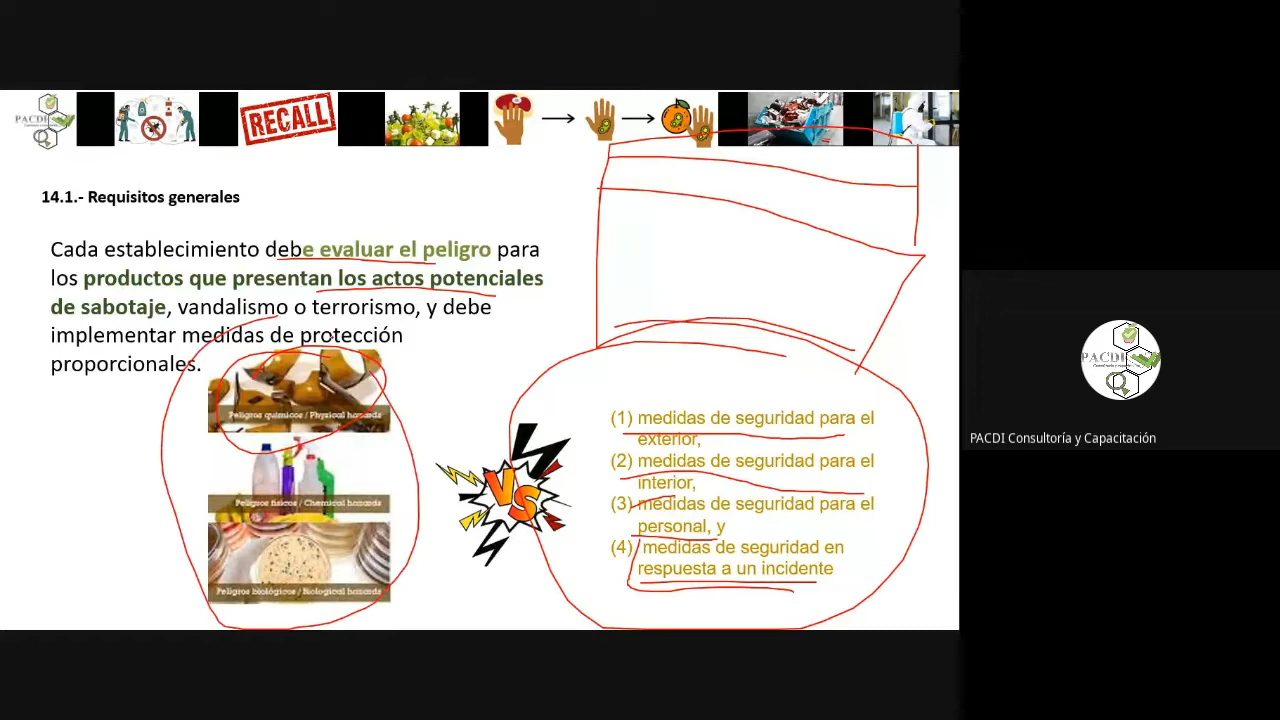 PACDI
RECALL
14.1.- Requisitos generales
Cada establecimiento debe evaluar el peligro para
los productos que presentan los actos potenciales
de sabotaje, vandalismo o terrorismo, y debe
implementar medidas de protección
proporcionales.
Peligros químicos / Physical hazards
Peligros físicos / Chemical hazards
Peligros biológicos / Biological hazards
VS
(1) medidas de seguridad para el
exterior,
(2) medidas de seguridad para el
interior,
(3) medidas de seguridad para el
personal, y
(4) medidas de seguridad en
respuesta a un incidente
PACDI
PACDI Consultoría y Capacitación